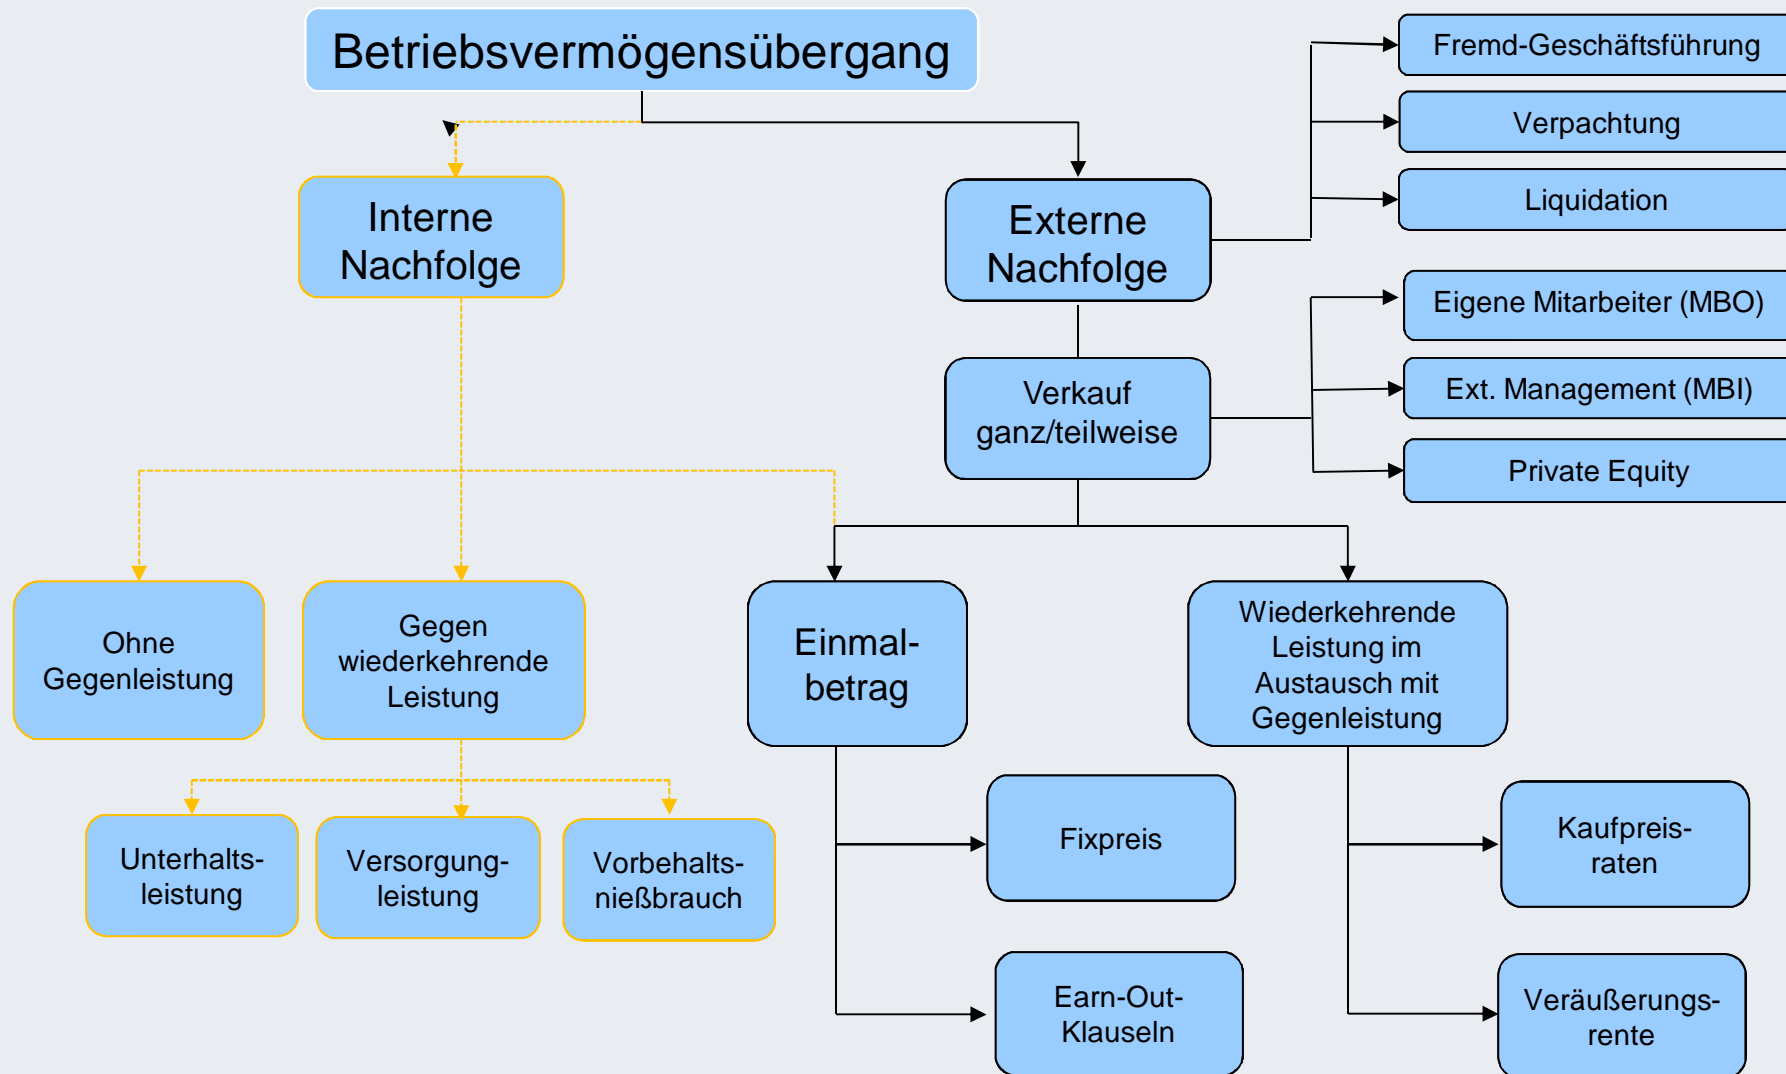 Betriebsvermögensübergang
Fremd-Geschäftsführung
Verpachtung
Liquidation
Interne
Nachfolge
Externe
Nachfolge
Eigene Mitarbeiter (MBO)
Ext. Management (MBI)
Private Equity
Verkauf
ganz/teilweise
Ohne
Gegenleistung
Gegen
wiederkehrende
Leistung
Einmal-
betrag
Wiederkehrende
Leistung im
Austausch mit
Gegenleistung
Unterhalts-
leistung
Versorgung-
leistung
Vorbehalts-
nießbrauch
Fixpreis
Kaufpreis-
raten
Earn-Out-
Klauseln
Veräußerungs-
rente